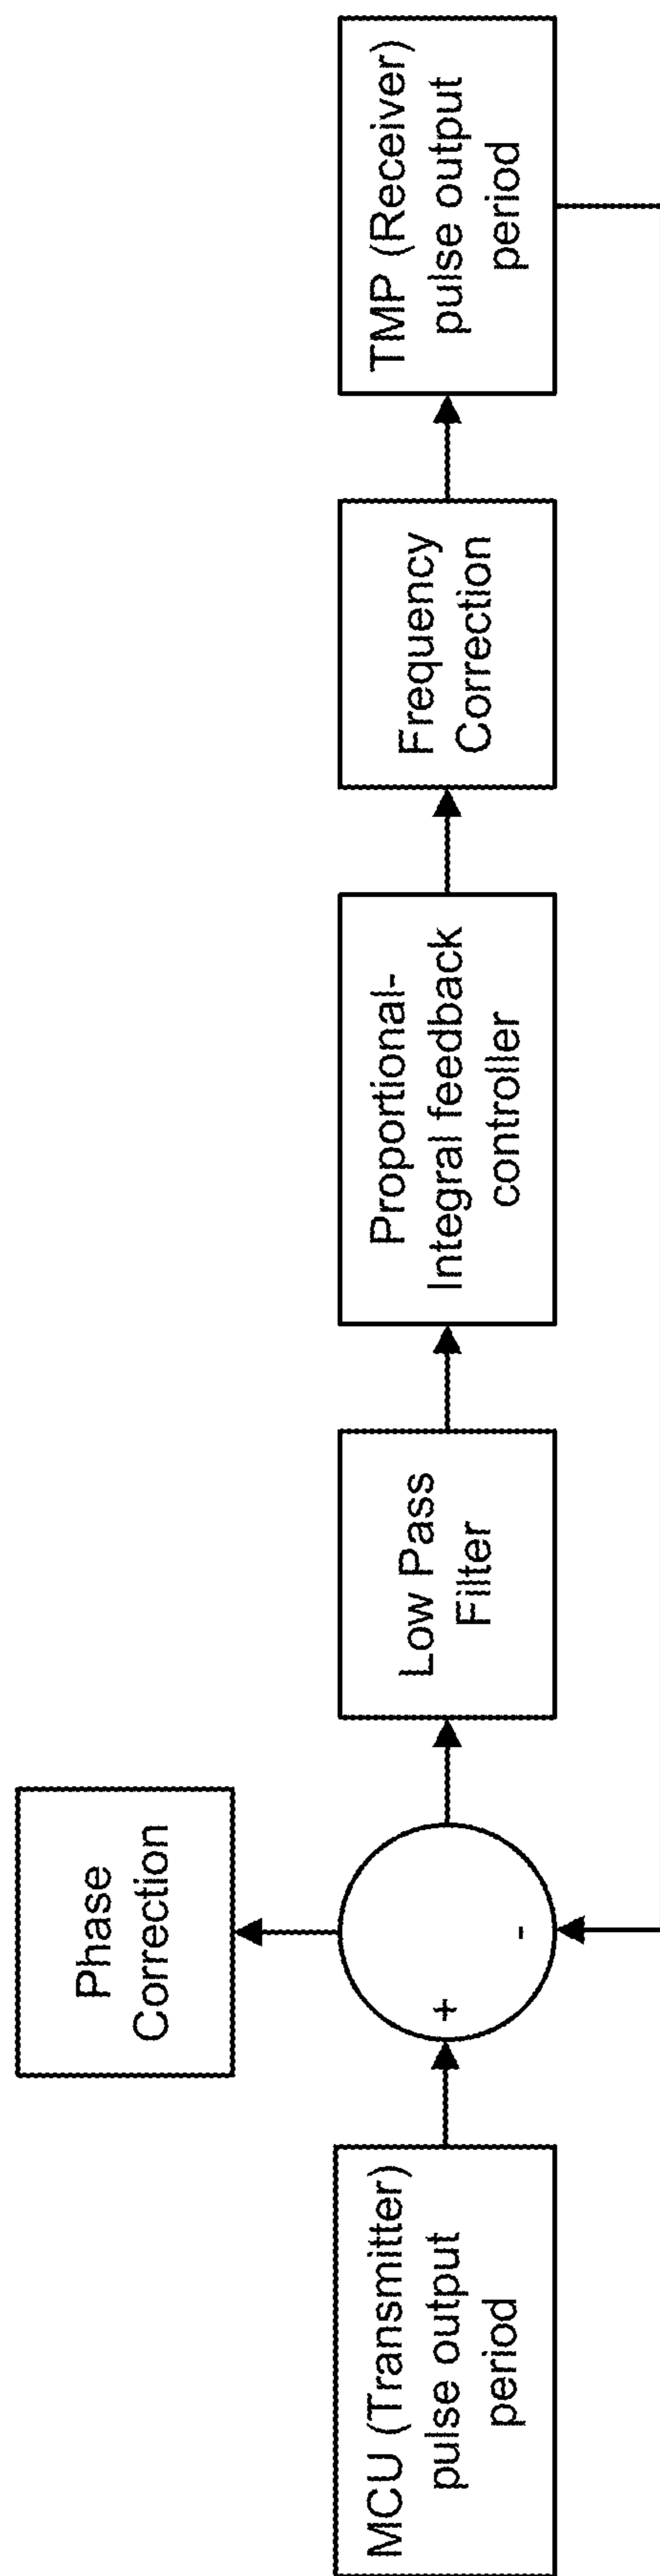 MCU (Transmitter)
pulse output
period
+
-
Phase
Correction
Low Pass
Filter
Proportional-
Integral feedback
controller
Frequency
Correction
TMP (Receiver)
pulse output
period